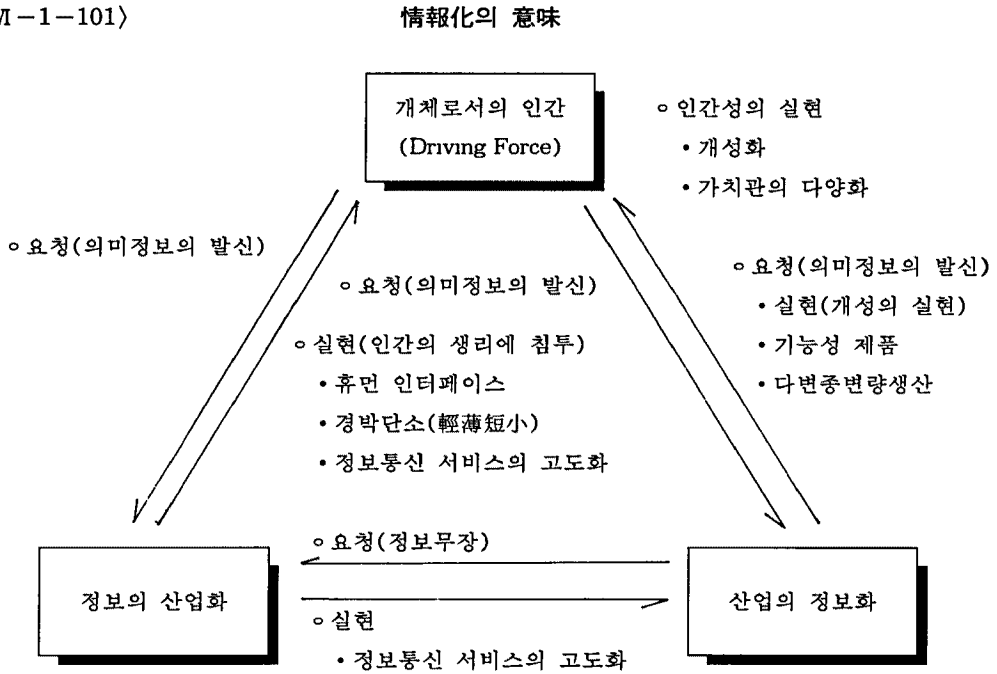 Ⅵ-1-101〉
情報化의 意味
개체로서의 인간
(Driving Force)
◦인간성의 실현
•개성화
•가치관의 다양화
◦요청(의미정보의 발신)
◦요청(의미정보의 발신)
◦실현(인간의 생리에 침투)
•휴먼 인터페이스
•경박단소(輕薄短小)
•정보통신 서비스의 고도화
◦요청(의미정보의 발신)
•실현(개성의 실현)
•기능성 제품
•다변종변량생산
정보의 산업화
◦요청(정보무장)
◦실현
•정보통신 서비스의 고도화
산업의 정보화